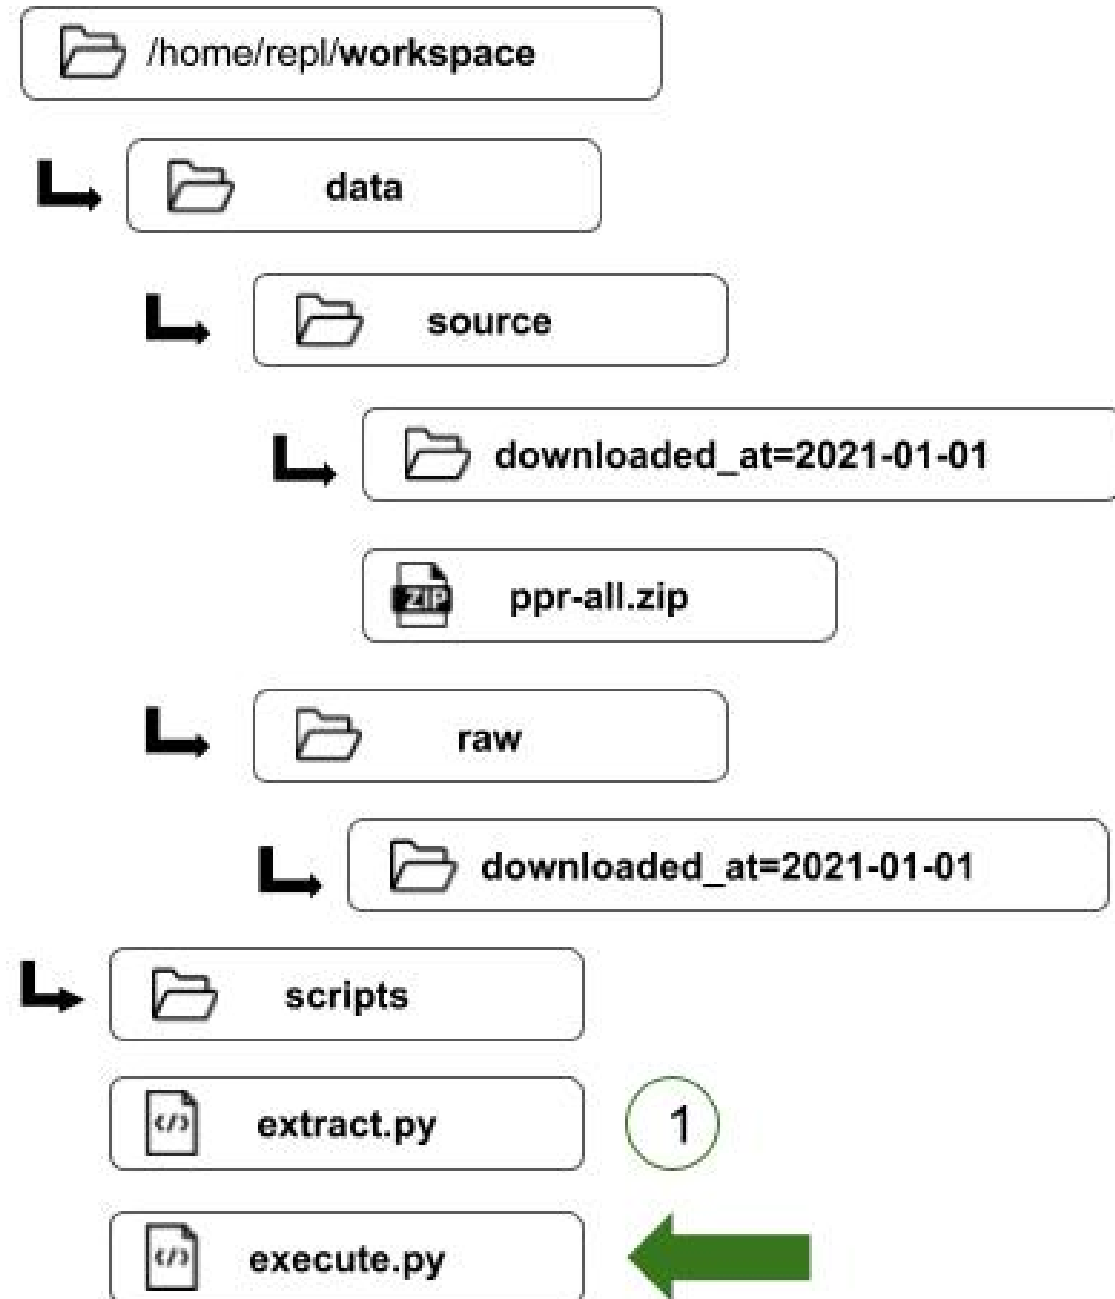 /home/repl/workspace
data
source
downloaded_at=2021-01-01
ZIP
ppr-all.zip
raw
downloaded_at=2021-01-01
scripts
</> extract.py
1
</> execute.py